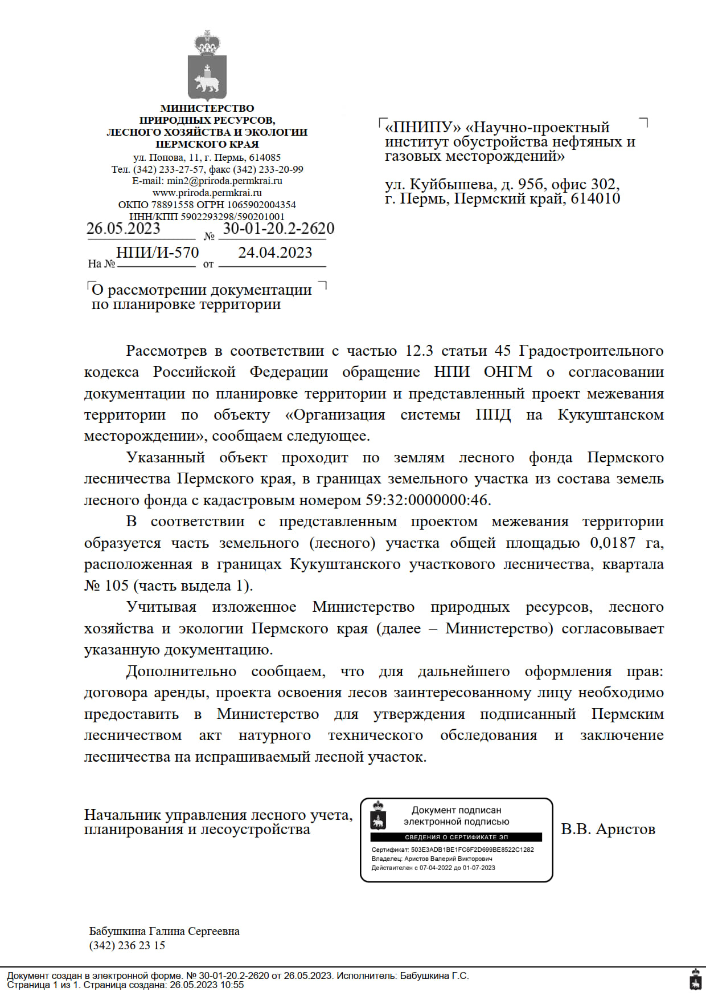 МИНИСТЕРСТВО
ПРИРОДНЫХ РЕСУРСОВ,
ЛЕСНОГО ХОЗЯЙСТВА И ЭКОЛОГИИ
ПЕРМСКОГО КРАЯ
ул. Попова, 11, г. Пермь, 614085
Тел. (342) 233-27-57, факс (342) 233-20-99
E-mail: min2@priroda.permkrai.ru
www.priroda.permkrai.ru
ОКПО 78891558 ОГРН 1065902004354
ИНН/КПП 5902293298/590201001
26.05.2023 № 30-01-20.2-2620
На № НПИ/И-570 от 24.04.2023
«ПНИПУ» «Научно-проектный
институт обустройства нефтяных и
газовых месторождений»
ул. Куйбышева, д. 95б, офис 302,
г. Пермь, Пермский край, 614010
О рассмотрении документации
по планировке территории
Рассмотрев в соответствии с частью 12.3 статьи 45 Градостроительного
кодекса Российской Федерации обращение НПИ ОНГМ о согласовании
документации по планировке территории и представленный проект межевания
территории по объекту «Организация системы ППД на Кукуштанском
месторождении», сообщаем следующее.
Указанный объект проходит по землям лесного фонда Пермского
лесничества Пермского края, в границах земельного участка из состава земель
лесного фонда с кадастровым номером 59:32:0000000:46.
В соответствии с представленным проектом межевания территории
образуется часть земельного (лесного) участка общей площадью 0,0187 га,
расположенная в границах Кукуштанского участкового лесничества, квартала
№ 105 (часть выдела 1).
Учитывая изложенное Министерство природных ресурсов, лесного
хозяйства и экологии Пермского края (далее – Министерство) согласовывает
указанную документацию.
Дополнительно сообщаем, что для дальнейшего оформления прав:
договора аренды, проекта освоения лесов заинтересованному лицу необходимо
предоставить в Министерство для утверждения подписанный Пермским
лесничеством акт натурного технического обследования и заключение
лесничества на испрашиваемый лесной участок.
Начальник управления лесного учета,
планирования и лесоустройства
Документ подписан
электронной подписью
СВЕДЕНИЯ О СЕРТИФИКАТЕ ЭП
Сертификат: 503E3ADB1BE1FC6F2D699BE8522C1282
Владелец: Аристов Валерий Викторович
Действителен с 07-04-2022 до 01-07-2023
В.В. Аристов
Бабушкина Галина Сергеевна
(342) 236 23 15
Документ создан в электронной форме. № 30-01-20.2-2620 от 26.05.2023. Исполнитель: Бабушкина Г.С.
Страница 1 из 1. Страница создана: 26.05.2023 10:55